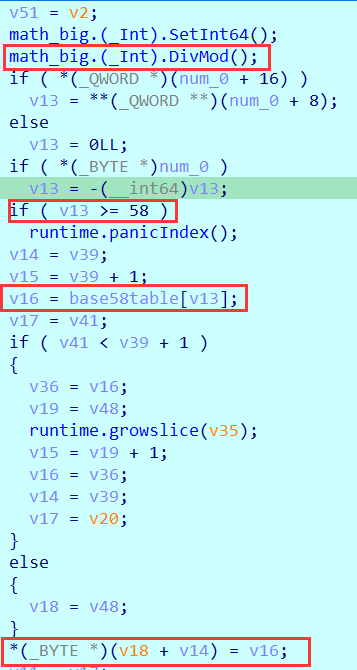 v51 = v2;
math_big.(_Int).SetInt64();
math_big.(_Int).DivMod();
if ( *(_QWORD *)(num_0 + 16) )
v13 = **(_QWORD **)(num_0 + 8);
else
v13 = 0LL;
if ( *(_BYTE *)num_0 )
v13 = -(__int64)v13;
if ( v13 >= 58 )
runtime.panicIndex();
v14 = v39;
v15 = v39 + 1;
v16 = base58table[v13];
v17 = v41;
if ( v41 < v39 + 1 )
{
v36 = v16;
v19 = v48;
runtime.growslice(v35);
v15 = v19 + 1;
v16 = v36;
v14 = v39;
v17 = v20;
}
else
{
v18 = v48;
}
*(_BYTE *)(v18 + v14) = v16;